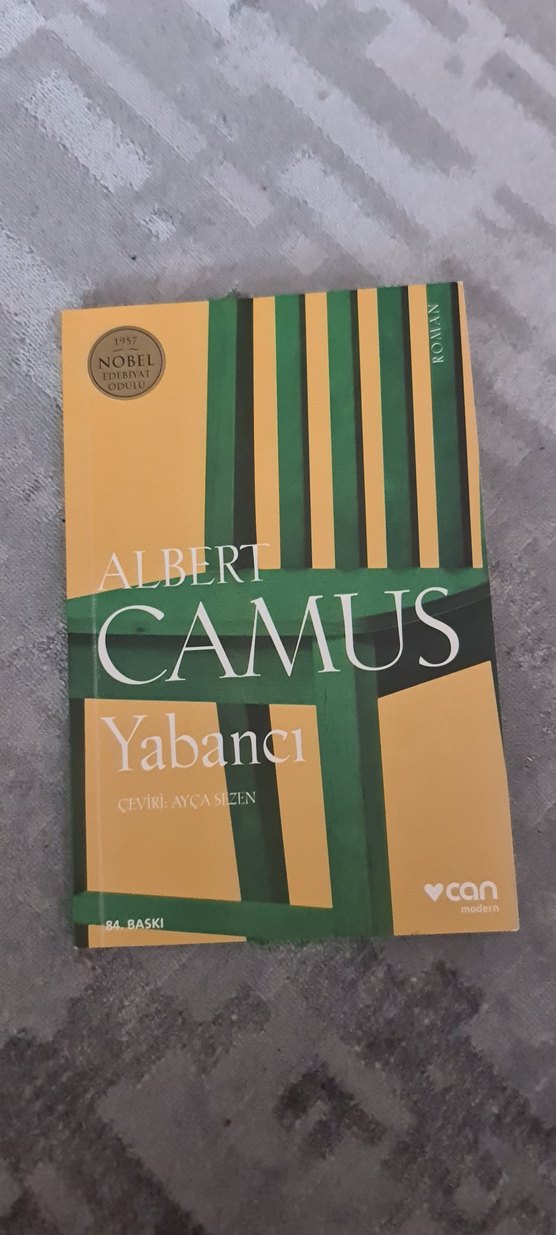 1957
NOBEL
EDEBİYAT
ÖDÜLÜ
ROMAN
ALBERT
CAMUS
Yabancı
ÇEVİRİ: AYÇA SEZEN
84. BASKI
can
modern